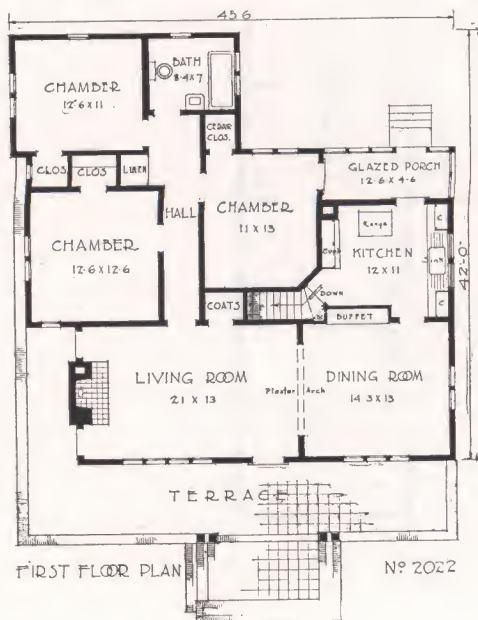 45 6
BATH
8-4 X 7
CHAMBER
12-6 X 11
CEDAR
CLOS.
GLAZED PORCH
12-6 X 4-6
CLOS.
CLOS.
LINEN
HALL
CHAMBER
11 X 13
Range
C
Cupb
KITCHEN
12 X 11
Sink
42'-0"
CHAMBER
12-6 X 12-6
DOWN
C
COATS
BUFFET
LIVING ROOM
21 X 13
Plaster Arch
DINING ROOM
14 3 X 13
TERRACE
FIRST FLOOR PLAN
Nº 2022